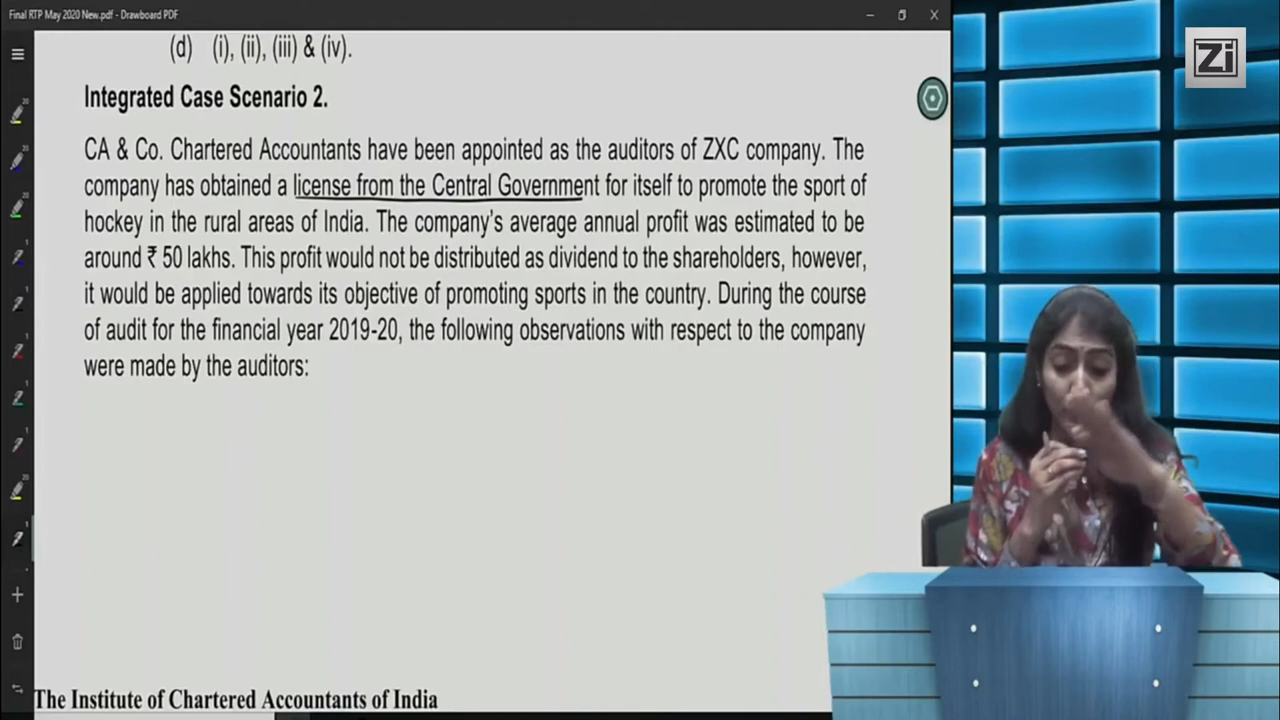 Final RTP May 2020 New.pdf - Drawboard PDF
(d) (i), (ii), (iii) & (iv).
Zi
Integrated Case Scenario 2.
CA & Co. Chartered Accountants have been appointed as the auditors of ZXC company. The
company has obtained a license from the Central Government for itself to promote the sport of
hockey in the rural areas of India. The company's average annual profit was estimated to be
around ₹ 50 lakhs. This profit would not be distributed as dividend to the shareholders, however,
it would be applied towards its objective of promoting sports in the country. During the course
of audit for the financial year 2019-20, the following observations with respect to the company
were made by the auditors:
The Institute of Chartered Accountants of India